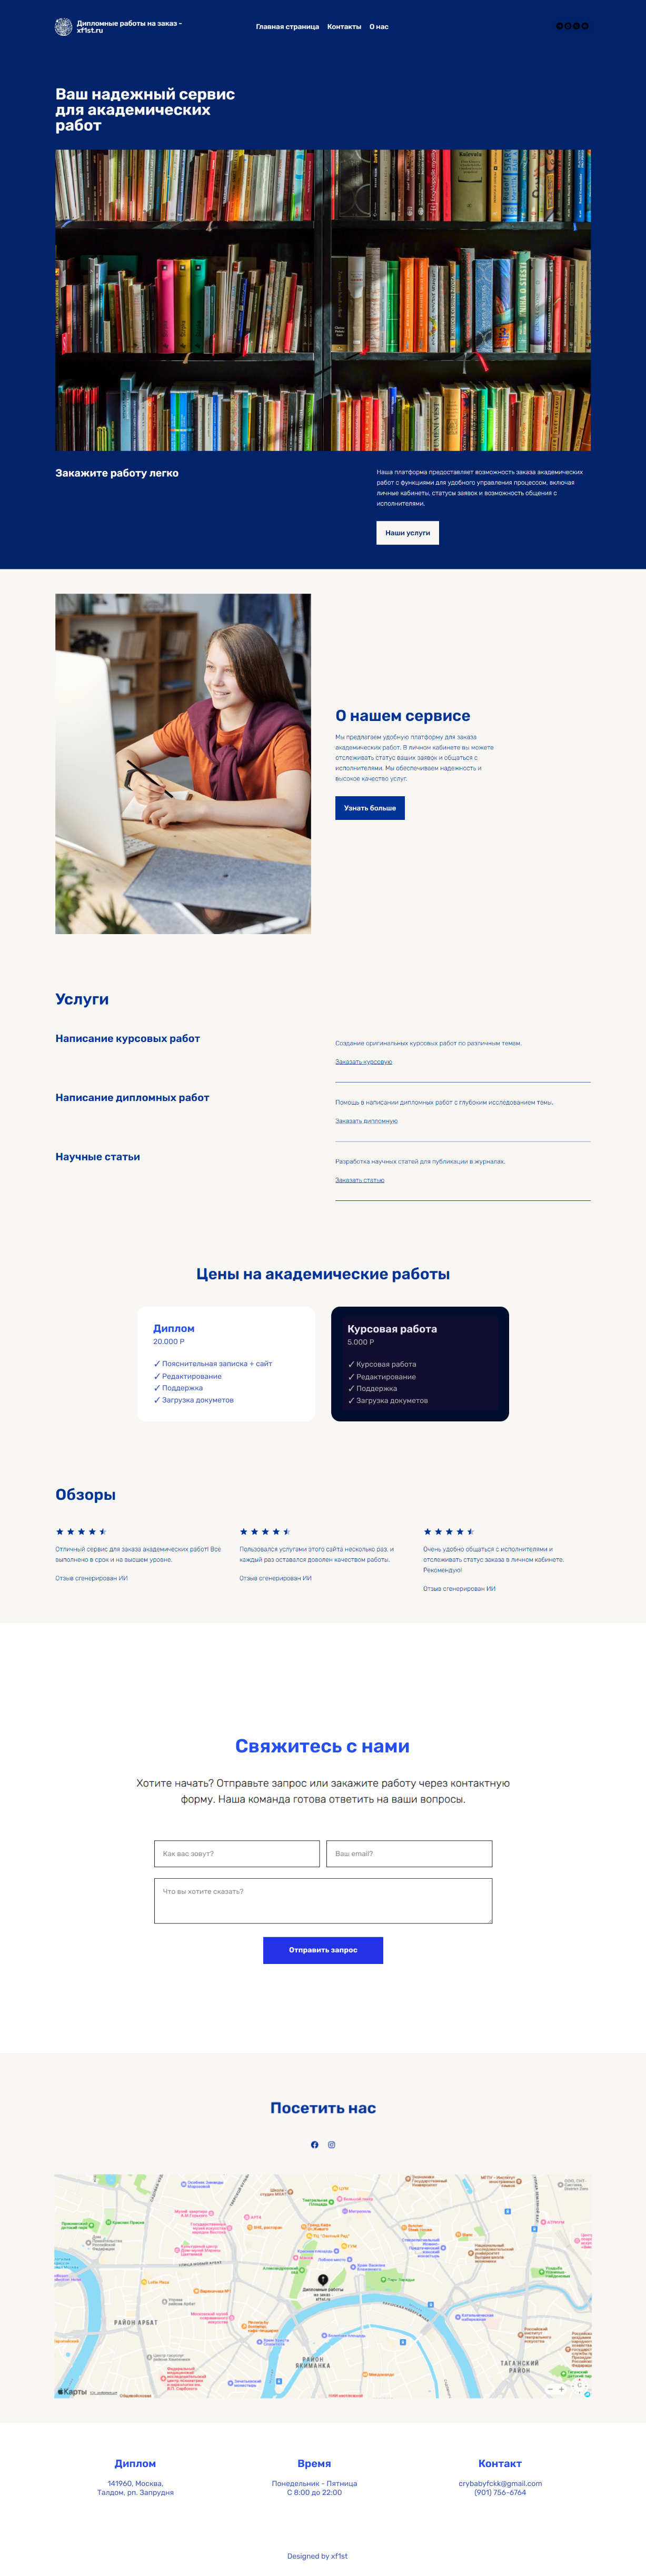 Дипломные работы на заказ -
xf1st.ru
Главная страница
Контакты
О нас
Ваш надежный сервис
для академических
работ
Закажите работу легко
Наша платформа предоставляет возможность заказа академических
работ с функциями для удобного управления процессом, включая
личные кабинеты, статусы заявок и возможность общения с
исполнителями.
Наши услуги
О нашем сервисе
Мы предлагаем удобную платформу для заказа
академических работ. В личном кабинете вы можете
отслеживать статус ваших заявок и общаться с
исполнителями. Мы обеспечиваем надежность и
высокое качество услуг.
Узнать больше
Услуги
Написание курсовых работ
Создание оригинальных курсовых работ по различным темам.
Заказать курсовую
Написание дипломных работ
Помощь в написании дипломных работ с глубоким исследованием темы.
Заказать дипломную
Научные статьи
Разработка научных статей для публикации в журналах.
Заказать статью
Цены на академические работы
Диплом
20.000 Р
✓ Пояснительная записка + сайт
✓ Редактирование
✓ Поддержка
✓ Загрузка докуметов
Курсовая работа
5.000 Р
✓ Курсовая работа
✓ Редактирование
✓ Поддержка
✓ Загрузка докуметов
Обзоры
Отличный сервис для заказа академических работ! Все
выполнено в срок и на высшем уровне.
Отзыв сгенерирован ИИ
Пользовался услугами этого сайта несколько раз, и
каждый раз оставался доволен качеством работы.
Отзыв сгенерирован ИИ
Очень удобно общаться с исполнителями и
отслеживать статус заказа в личном кабинете.
Рекомендую!
Отзыв сгенерирован ИИ
Свяжитесь с нами
Хотите начать? Отправьте запрос или закажите работу через контактную
форму. Наша команда готова ответить на ваши вопросы.
Как вас зовут?
Ваш email?
Что вы хотите сказать?
Отправить запрос
Посетить нас
РАЙОН АРБАТ
РАЙОН
ЯКИМАНКА
ТАГАНСКИЙ
РАЙОН
Карты
Диплом
141960, Москва,
Талдом, рп. Запрудня
Время
Понедельник - Пятница
С 8:00 до 22:00
Контакт
crybabyfckk@gmail.com
(901) 756-6764
Designed by xf1st